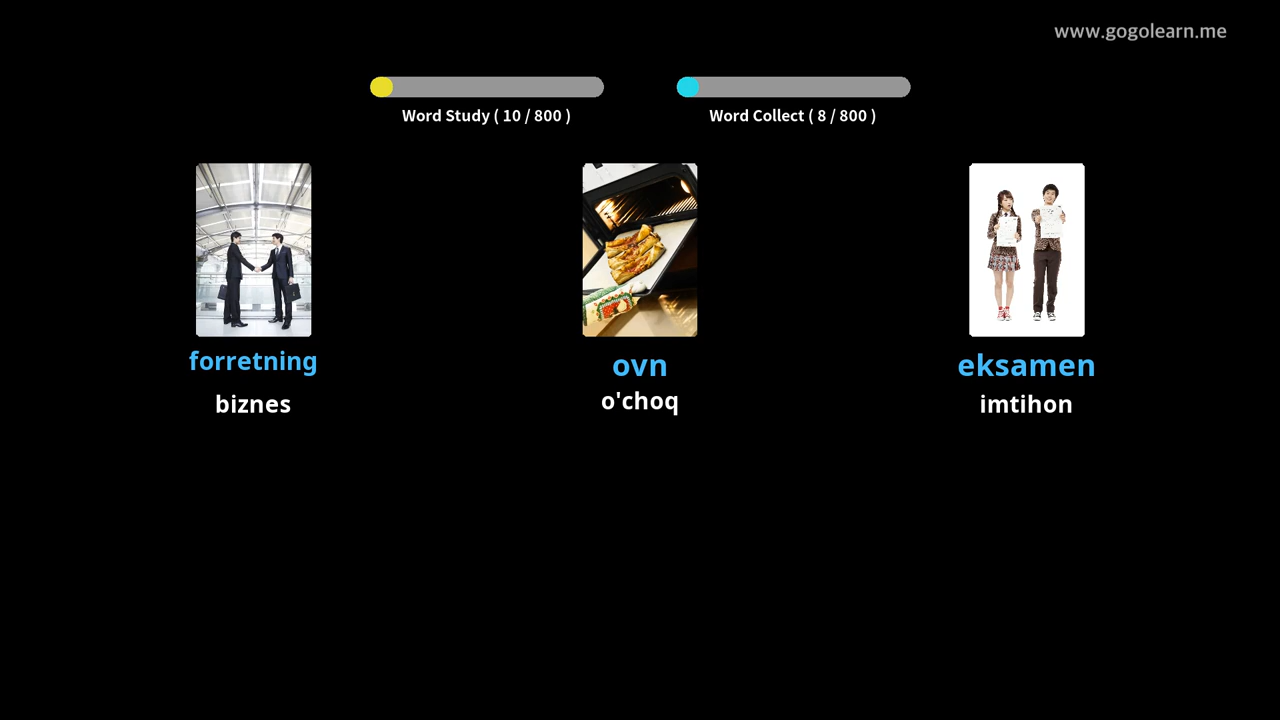 www.gogolearn.me
Word Study ( 10 / 800 )
Word Collect ( 8 / 800 )
forretning
biznes
ovn
o'choq
eksamen
imtihon